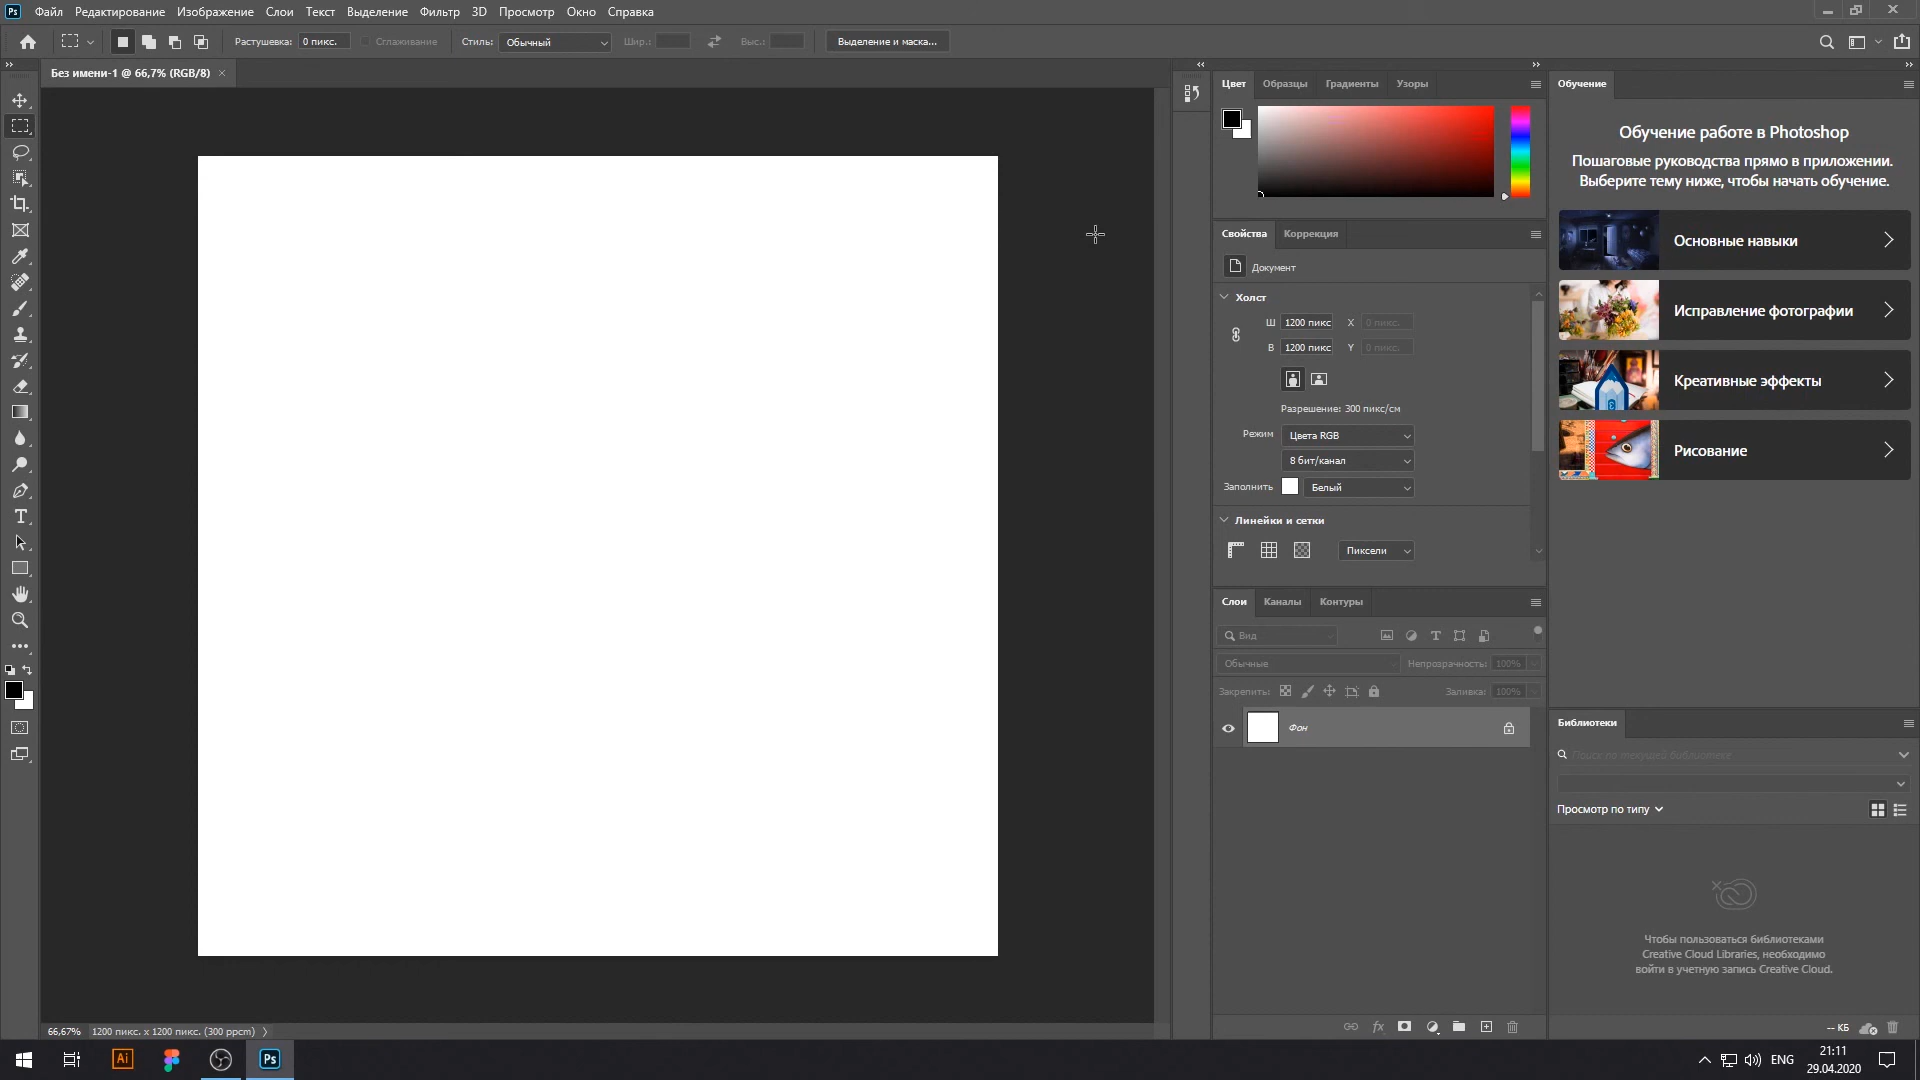 Ps Файл Редактирование Изображение Слои Текст Выделение Фильтр 3D Просмотр Окно Справка
Растушевка: 0 пикс. Сглаживание Стиль: Обычный Шир.: Выс.: Выделение и маска...
Без имени-1 @ 66,7% (RGB/8)
Цвет Образцы Градиенты Узоры
Свойства Коррекция
Документ
Холст
Ш 1200 пикс X 0 пикс.
В 1200 пикс Y 0 пикс.
Разрешение: 300 пикс/см
Режим Цвета RGB
8 бит/канал
Заполнить Белый
Линейки и сетки
Пиксели
Слои Каналы Контуры
Вид
Обычные Непрозрачность: 100%
Закрепить: Заливка: 100%
Фон
fx
Обучение
Обучение работе в Photoshop
Пошаговые руководства прямо в приложении.
Выберите тему ниже, чтобы начать обучение.
Основные навыки
Исправление фотографии
Креативные эффекты
Рисование
Библиотеки
Поиск по текущей библиотеке
Просмотр по типу
Чтобы пользоваться библиотеками
Creative Cloud Libraries, необходимо
войти в учетную запись Creative Cloud.
-- КБ
66,67% 1200 пикс. x 1200 пикс. (300 ppcm)
Ai Ps ENG
21:11
29.04.2020